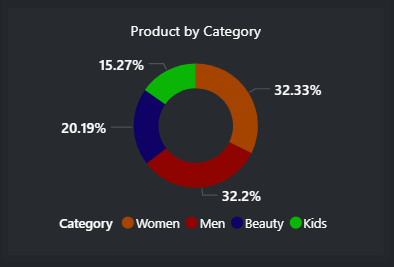 Product by Category
15.27%
32.33%
20.19%
32.2%
Category Women Men Beauty Kids